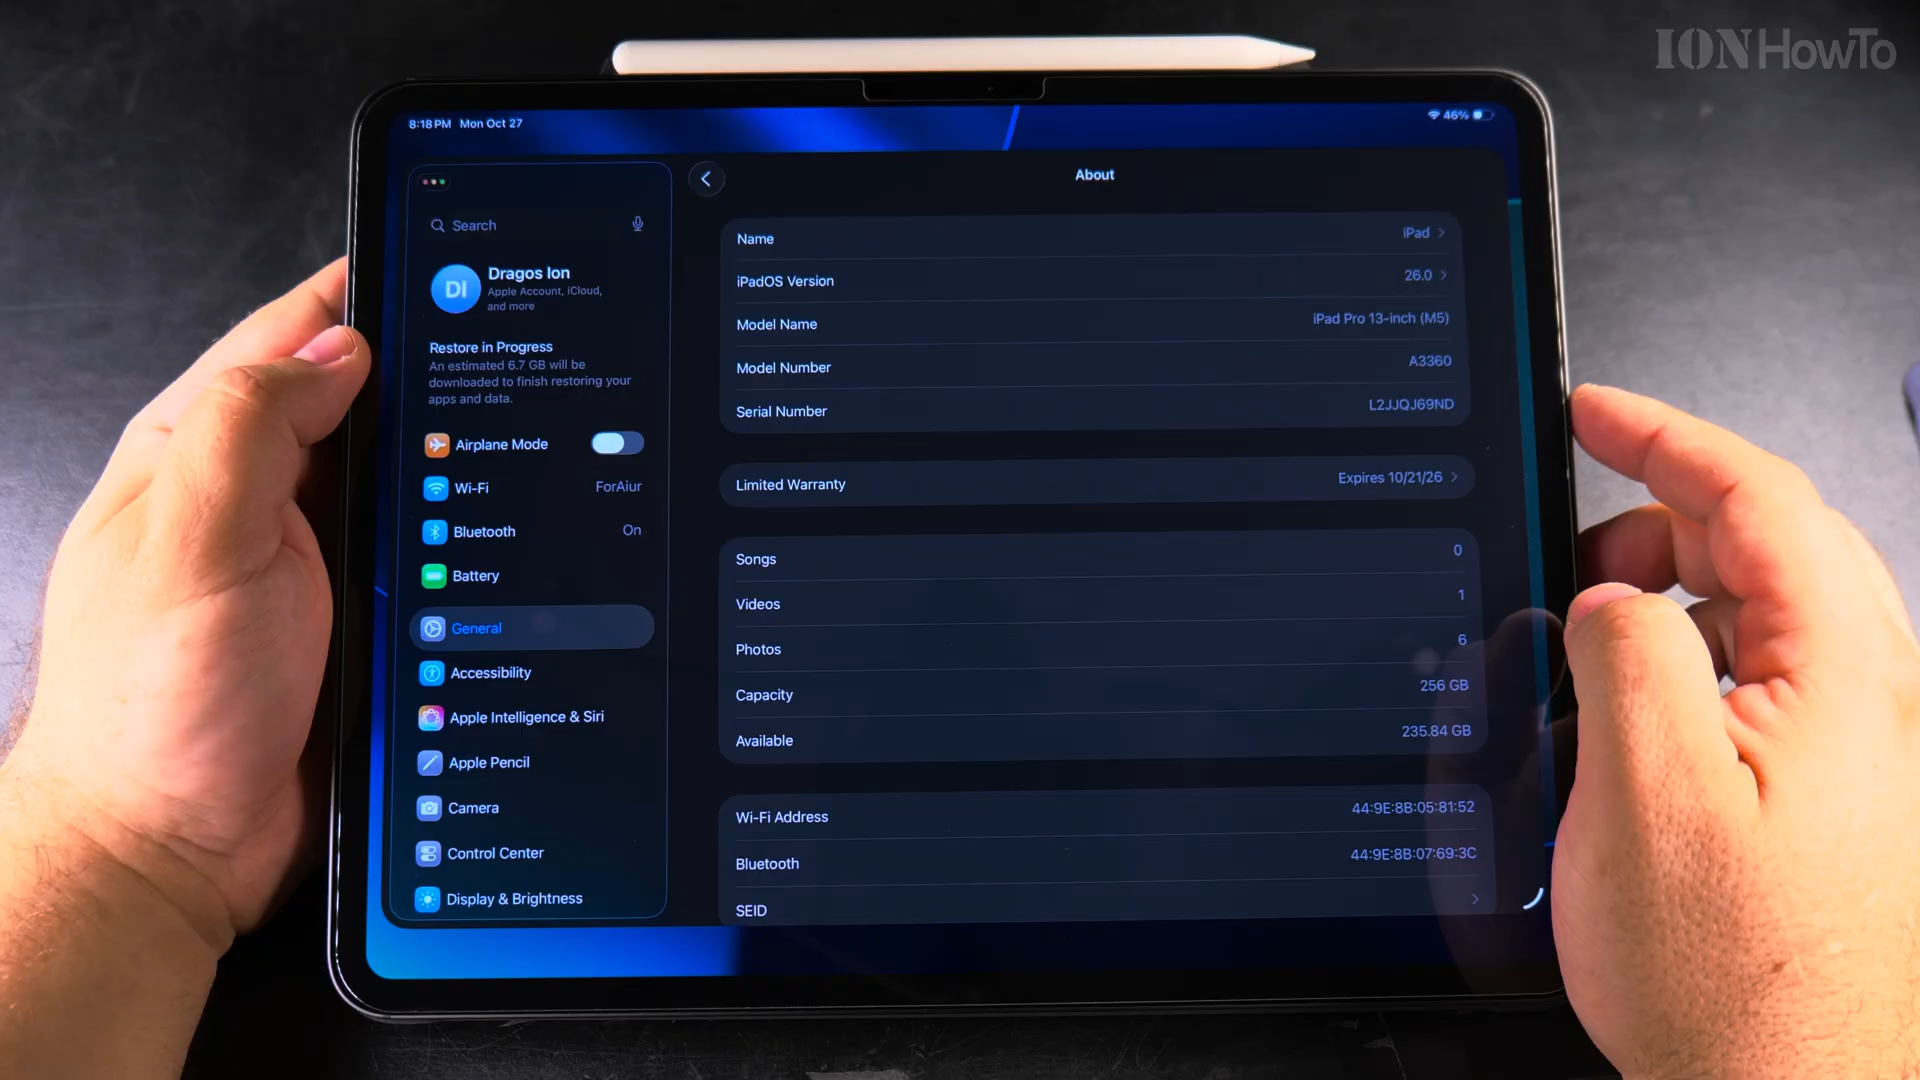 IONHowTo
8:18 PM Mon Oct 27
46%
Search
DI
Dragos Ion
Apple Account, iCloud,
and more
Restore in Progress
An estimated 6.7 GB will be
downloaded to finish restoring your
apps and data.
Airplane Mode
Wi-Fi ForAiur
Bluetooth On
Battery
General
Accessibility
Apple Intelligence & Siri
Apple Pencil
Camera
Control Center
Display & Brightness
About
Name iPad
iPadOS Version 26.0
Model Name iPad Pro 13-inch (M5)
Model Number A3360
Serial Number L2JJQJ69ND
Limited Warranty Expires 10/21/26
Songs 0
Videos 1
Photos 6
Capacity 256 GB
Available 235.84 GB
Wi-Fi Address 44:9E:8B:05:81:52
Bluetooth 44:9E:8B:07:69:3C
SEID